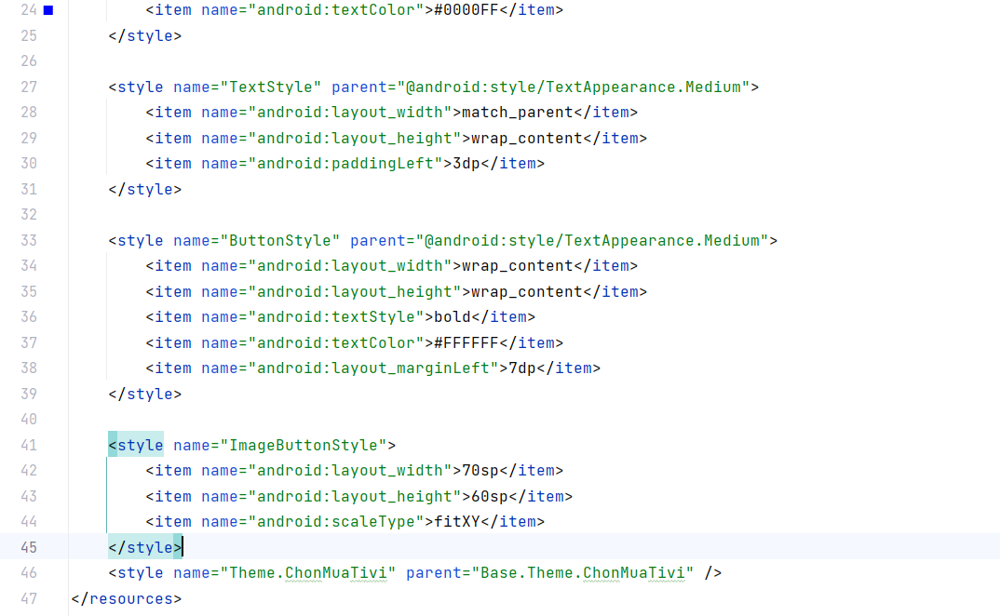 24 <item name="android:textColor">#0000FF</item>
25 </style>
26
27 <style name="TextStyle" parent="@android:style/TextAppearance.Medium">
28 <item name="android:layout_width">match_parent</item>
29 <item name="android:layout_height">wrap_content</item>
30 <item name="android:paddingLeft">3dp</item>
31 </style>
32
33 <style name="ButtonStyle" parent="@android:style/TextAppearance.Medium">
34 <item name="android:layout_width">wrap_content</item>
35 <item name="android:layout_height">wrap_content</item>
36 <item name="android:textStyle">bold</item>
37 <item name="android:textColor">#FFFFFF</item>
38 <item name="android:layout_marginLeft">7dp</item>
39 </style>
40
41 <style name="ImageButtonStyle">
42 <item name="android:layout_width">70sp</item>
43 <item name="android:layout_height">60sp</item>
44 <item name="android:scaleType">fitXY</item>
45 </style>
46 <style name="Theme.ChonMuaTivi" parent="Base.Theme.ChonMuaTivi" />
47 </resources>